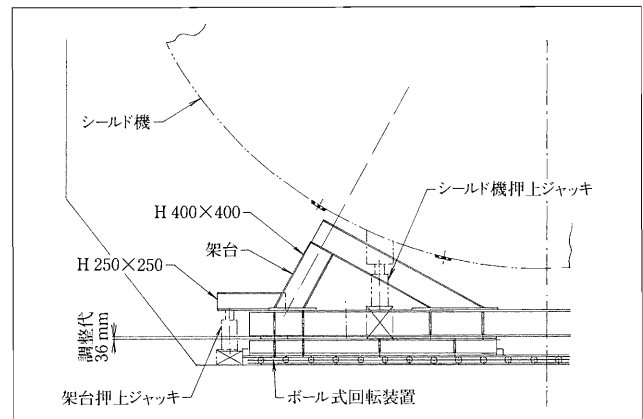 シールド機
シールド機押上ジャッキ
H 400×400
架台
H 250×250
調整代
36 mm
架台押上ジャッキ
ボール式回転装置